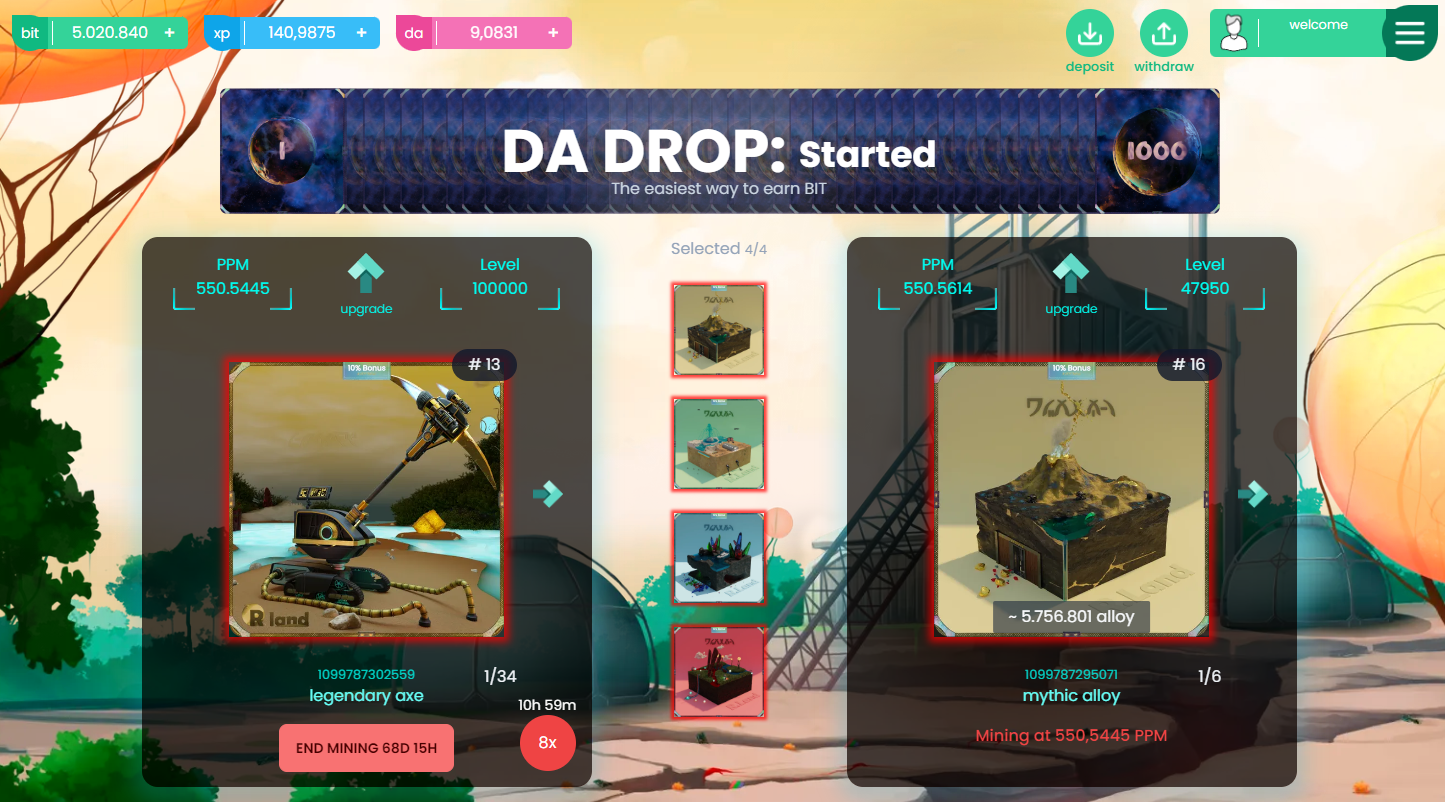 bit 5.020.840 +
xp 140,9875 +
da 9,0831 +
deposit
withdraw
welcome
1
DA DROP: Started
The easiest way to earn BIT
1000
PPM
550.5445
upgrade
Level
100000
10% Bonus
# 13
R land
1099787302559
legendary axe
1/34
10h 59m
END MINING 68D 15H
8x
Selected 4/4
PPM
550.5614
upgrade
Level
47950
10% Bonus
# 16
Land
~ 5.756.801 alloy
1099787295071
mythic alloy
1/6
Mining at 550,5445 PPM